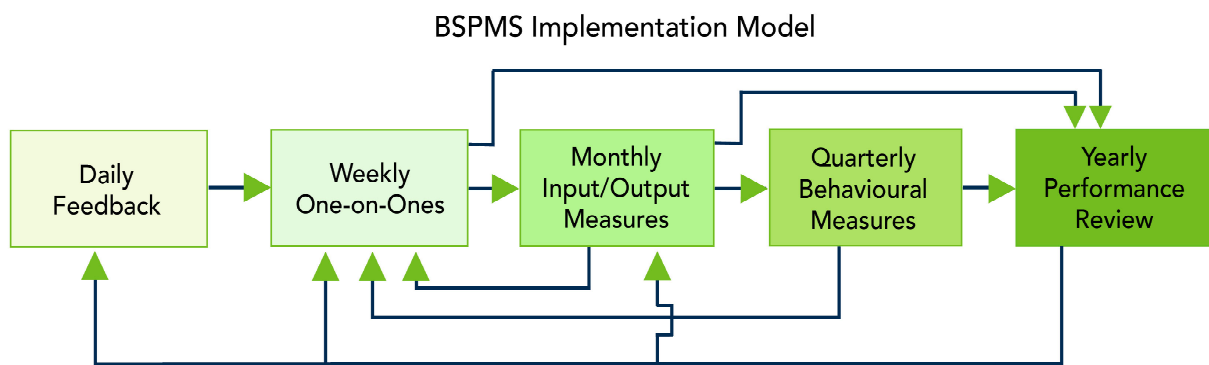 BSPMS Implementation Model
Daily
Feedback
Weekly
One-on-Ones
Monthly
Input/Output
Measures
Quarterly
Behavioural
Measures
Yearly
Performance
Review